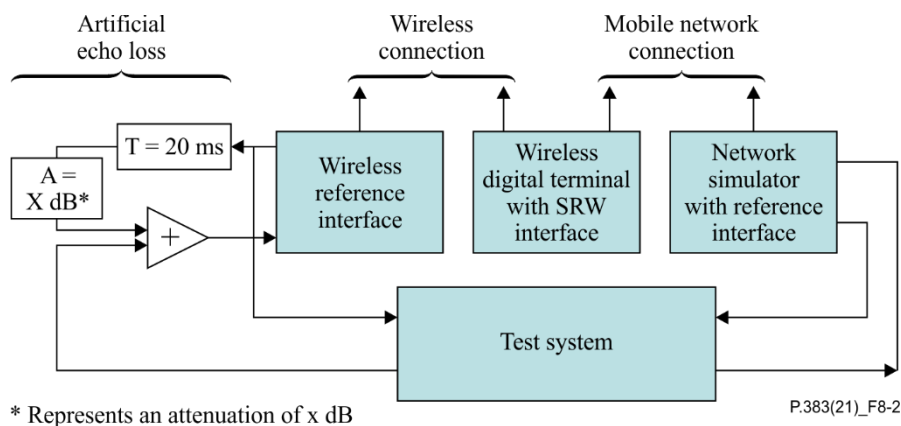 Artificial
echo loss
Wireless
connection
Mobile network
connection
T = 20 ms
A =
X dB*
+
Wireless
reference
interface
Wireless
digital terminal
with SRW
interface
Network
simulator
with reference
interface
Test system
* Represents an attenuation of x dB
P.383(21)_F8-2